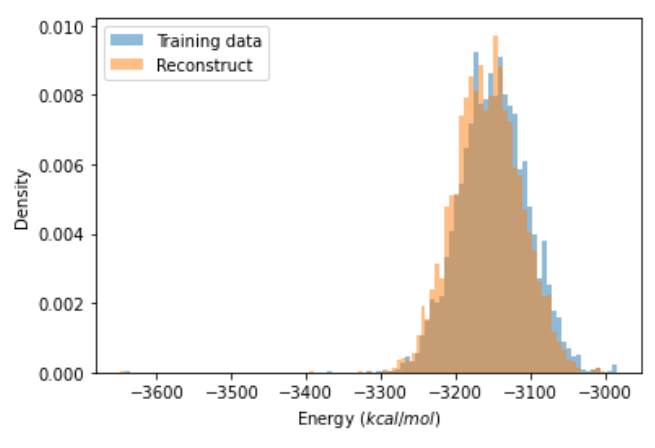 0.010
0.008
0.006
0.004
0.002
0.000
Density
Training data
Reconstruct
−3600 −3500 −3400 −3300 −3200 −3100 −3000
Energy (kcal/mol)